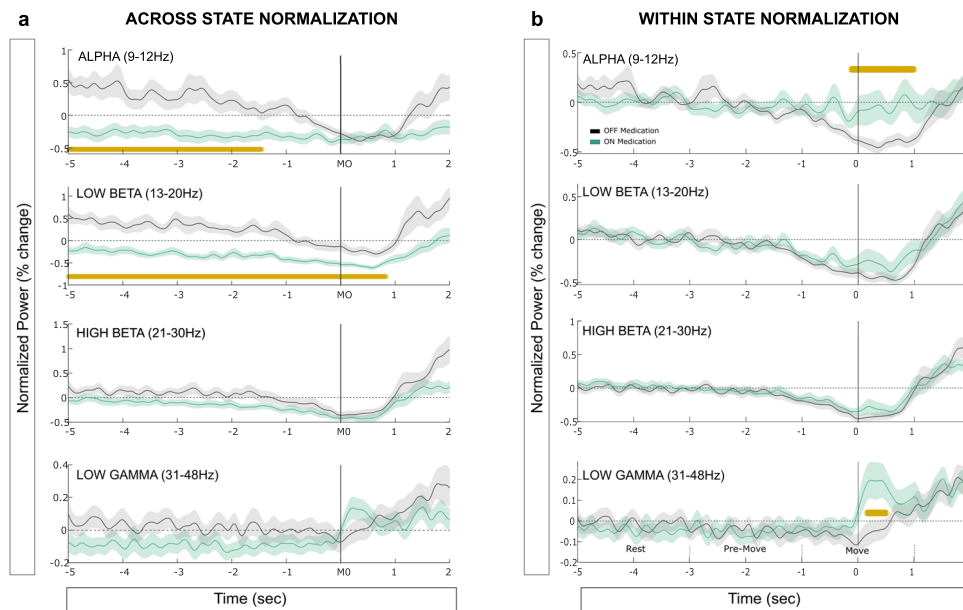 a
ACROSS STATE NORMALIZATION
Normalized Power (% change)
ALPHA (9-12Hz)
1
0.5
0
-0.5
-5 -4 -3 -2 -1 M0 1 2
LOW BETA (13-20Hz)
1
0.5
0
-0.5
-1
-5 -4 -3 -2 -1 M0 1 2
HIGH BETA (21-30Hz)
1.5
1
0.5
0
-0.5
-5 -4 -3 -2 -1 M0 1 2
LOW GAMMA (31-48Hz)
0.4
0.2
0
-0.2
-5 -4 -3 -2 -1 M0 1 2
Time (sec)
b
WITHIN STATE NORMALIZATION
Normalized Power (% change)
ALPHA (9-12Hz)
0.5
0
-0.5
OFF Medication
ON Medication
-5 -4 -3 -2 -1 0 1
LOW BETA (13-20Hz)
1
0.5
0
-0.5
-5 -4 -3 -2 -1 0 1
HIGH BETA (21-30Hz)
1
0.5
0
-0.5
-5 -4 -3 -2 -1 0 1
LOW GAMMA (31-48Hz)
0.2
0.1
0
-0.1
-0.2
Rest Pre-Move Move
-5 -4 -3 -2 -1 0 1
Time (sec)